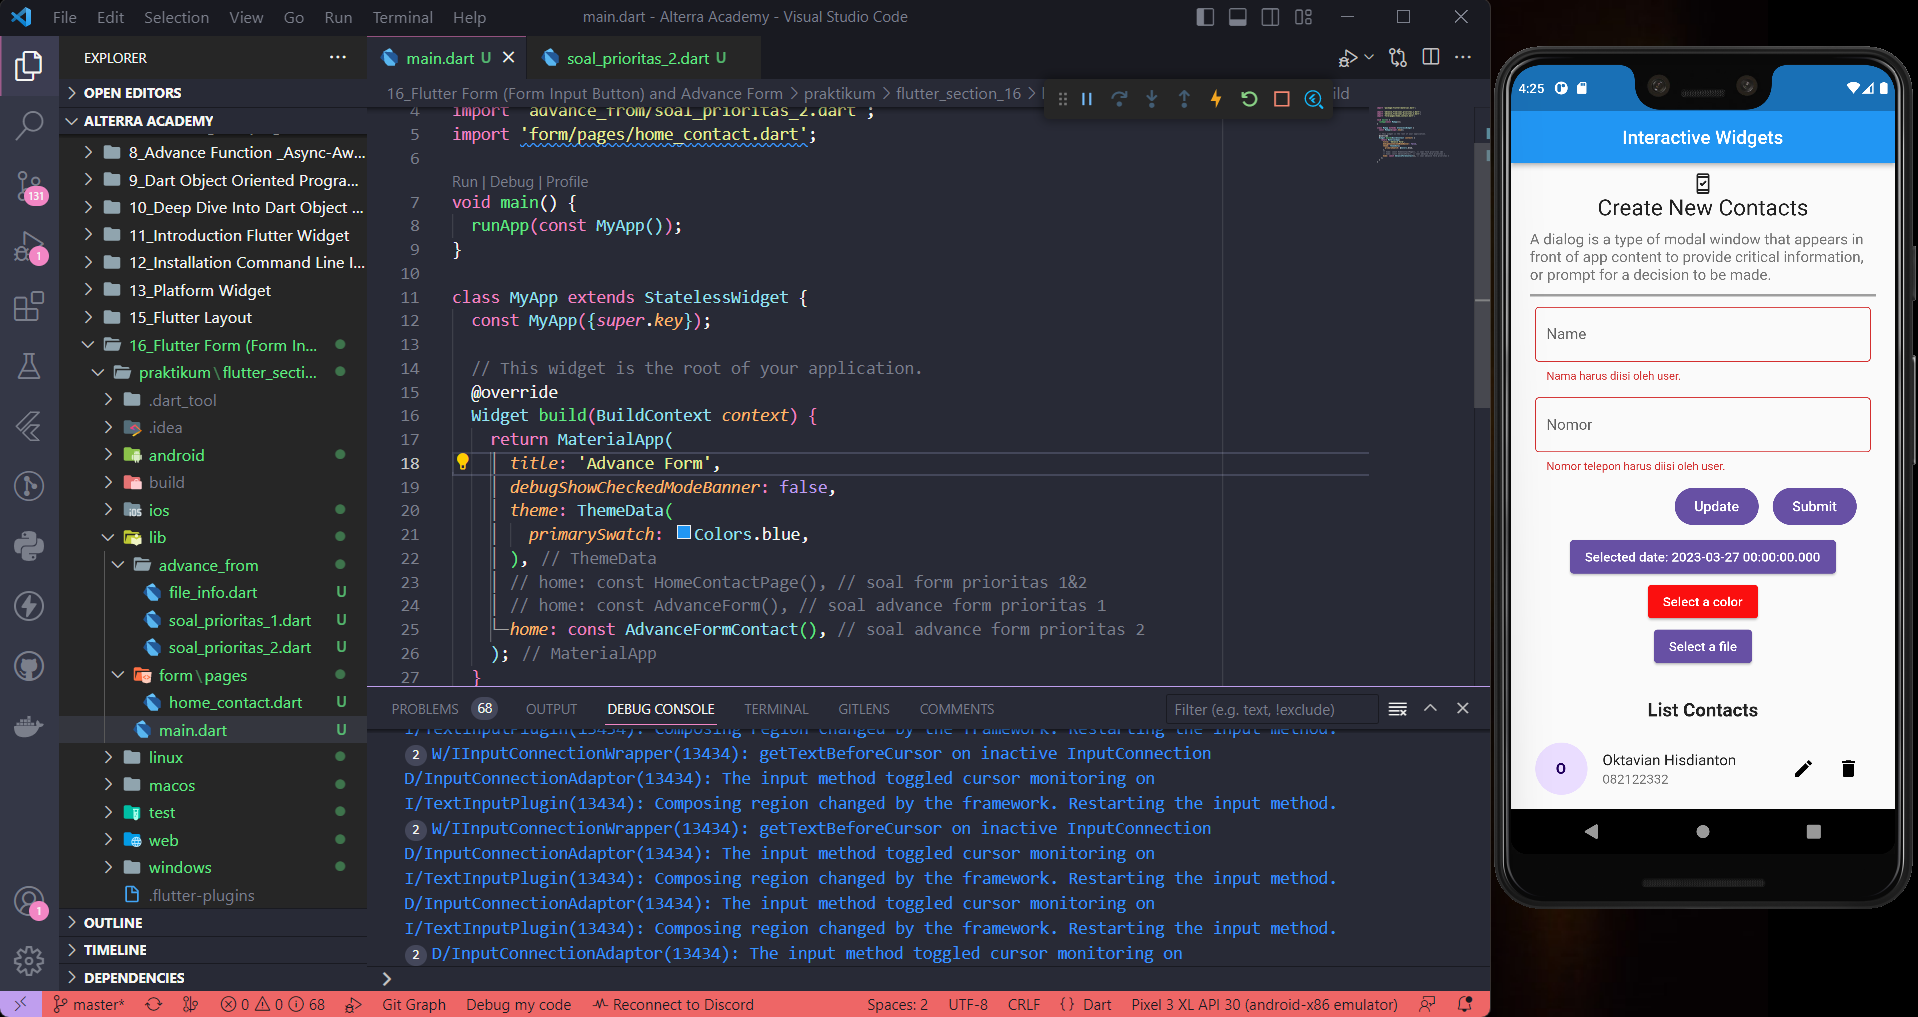 File Edit Selection View Go Run Terminal Help
main.dart - Alterra Academy - Visual Studio Code
EXPLORER
OPEN EDITORS
ALTERRA ACADEMY
8_Advance Function _Async-Aw...
9_Dart Object Oriented Progra...
10_Deep Dive Into Dart Object ...
11_Introduction Flutter Widget
12_Installation Command Line I...
13_Platform Widget
15_Flutter Layout
16_Flutter Form (Form In...
praktikum\flutter_secti...
.dart_tool
.idea
android
build
ios
lib
advance_from
file_info.dart U
soal_prioritas_1.dart U
soal_prioritas_2.dart U
form\pages
home_contact.dart U
main.dart U
linux
macos
test
web
windows
.flutter-plugins
OUTLINE
TIMELINE
DEPENDENCIES
131
1
1
main.dart U
soal_prioritas_2.dart U
16_Flutter Form (Form Input Button) and Advance Form > praktikum > flutter_section_16 >
4 import 'advance_from/soal_prioritas_2.dart';
5 import 'form/pages/home_contact.dart';
6
Run | Debug | Profile
7 void main() {
8 runApp(const MyApp());
9 }
10
11 class MyApp extends StatelessWidget {
12 const MyApp({super.key});
13
14 // This widget is the root of your application.
15 @override
16 Widget build(BuildContext context) {
17 return MaterialApp(
18 title: 'Advance Form',
19 debugShowCheckedModeBanner: false,
20 theme: ThemeData(
21 primarySwatch: Colors.blue,
22 ), // ThemeData
23 // home: const HomeContactPage(), // soal form prioritas 1&2
24 // home: const AdvanceForm(), // soal advance form prioritas 1
25 home: const AdvanceFormContact(), // soal advance form prioritas 2
26 ); // MaterialApp
27 }
PROBLEMS 68 OUTPUT DEBUG CONSOLE TERMINAL GITLENS COMMENTS
Filter (e.g. text, !exclude)
I/TextInputPlugin(13434): Composing region changed by the framework. Restarting the input method.
2 W/IInputConnectionWrapper(13434): getTextBeforeCursor on inactive InputConnection
D/InputConnectionAdaptor(13434): The input method toggled cursor monitoring on
I/TextInputPlugin(13434): Composing region changed by the framework. Restarting the input method.
2 W/IInputConnectionWrapper(13434): getTextBeforeCursor on inactive InputConnection
D/InputConnectionAdaptor(13434): The input method toggled cursor monitoring on
I/TextInputPlugin(13434): Composing region changed by the framework. Restarting the input method.
D/InputConnectionAdaptor(13434): The input method toggled cursor monitoring on
I/TextInputPlugin(13434): Composing region changed by the framework. Restarting the input method.
2 D/InputConnectionAdaptor(13434): The input method toggled cursor monitoring on
master* 0 0 68 Git Graph Debug my code Reconnect to Discord
Spaces: 2 UTF-8 CRLF {} Dart Pixel 3 XL API 30 (android-x86 emulator)
4:25
Interactive Widgets
Create New Contacts
A dialog is a type of modal window that appears in
front of app content to provide critical information,
or prompt for a decision to be made.
Name
Nama harus diisi oleh user.
Nomor
Nomor telepon harus diisi oleh user.
Update Submit
Selected date: 2023-03-27 00:00:00.000
Select a color
Select a file
List Contacts
O
Oktavian Hisdianton
082122332